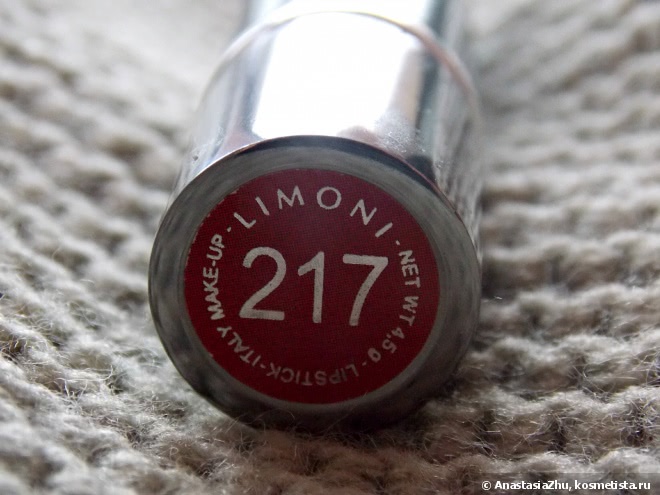 LIMONI
217
- NET WT 4,5 g - LIPSTICK - ITALY MAKE-UP -
© AnastasiaZhu, kosmetista.ru